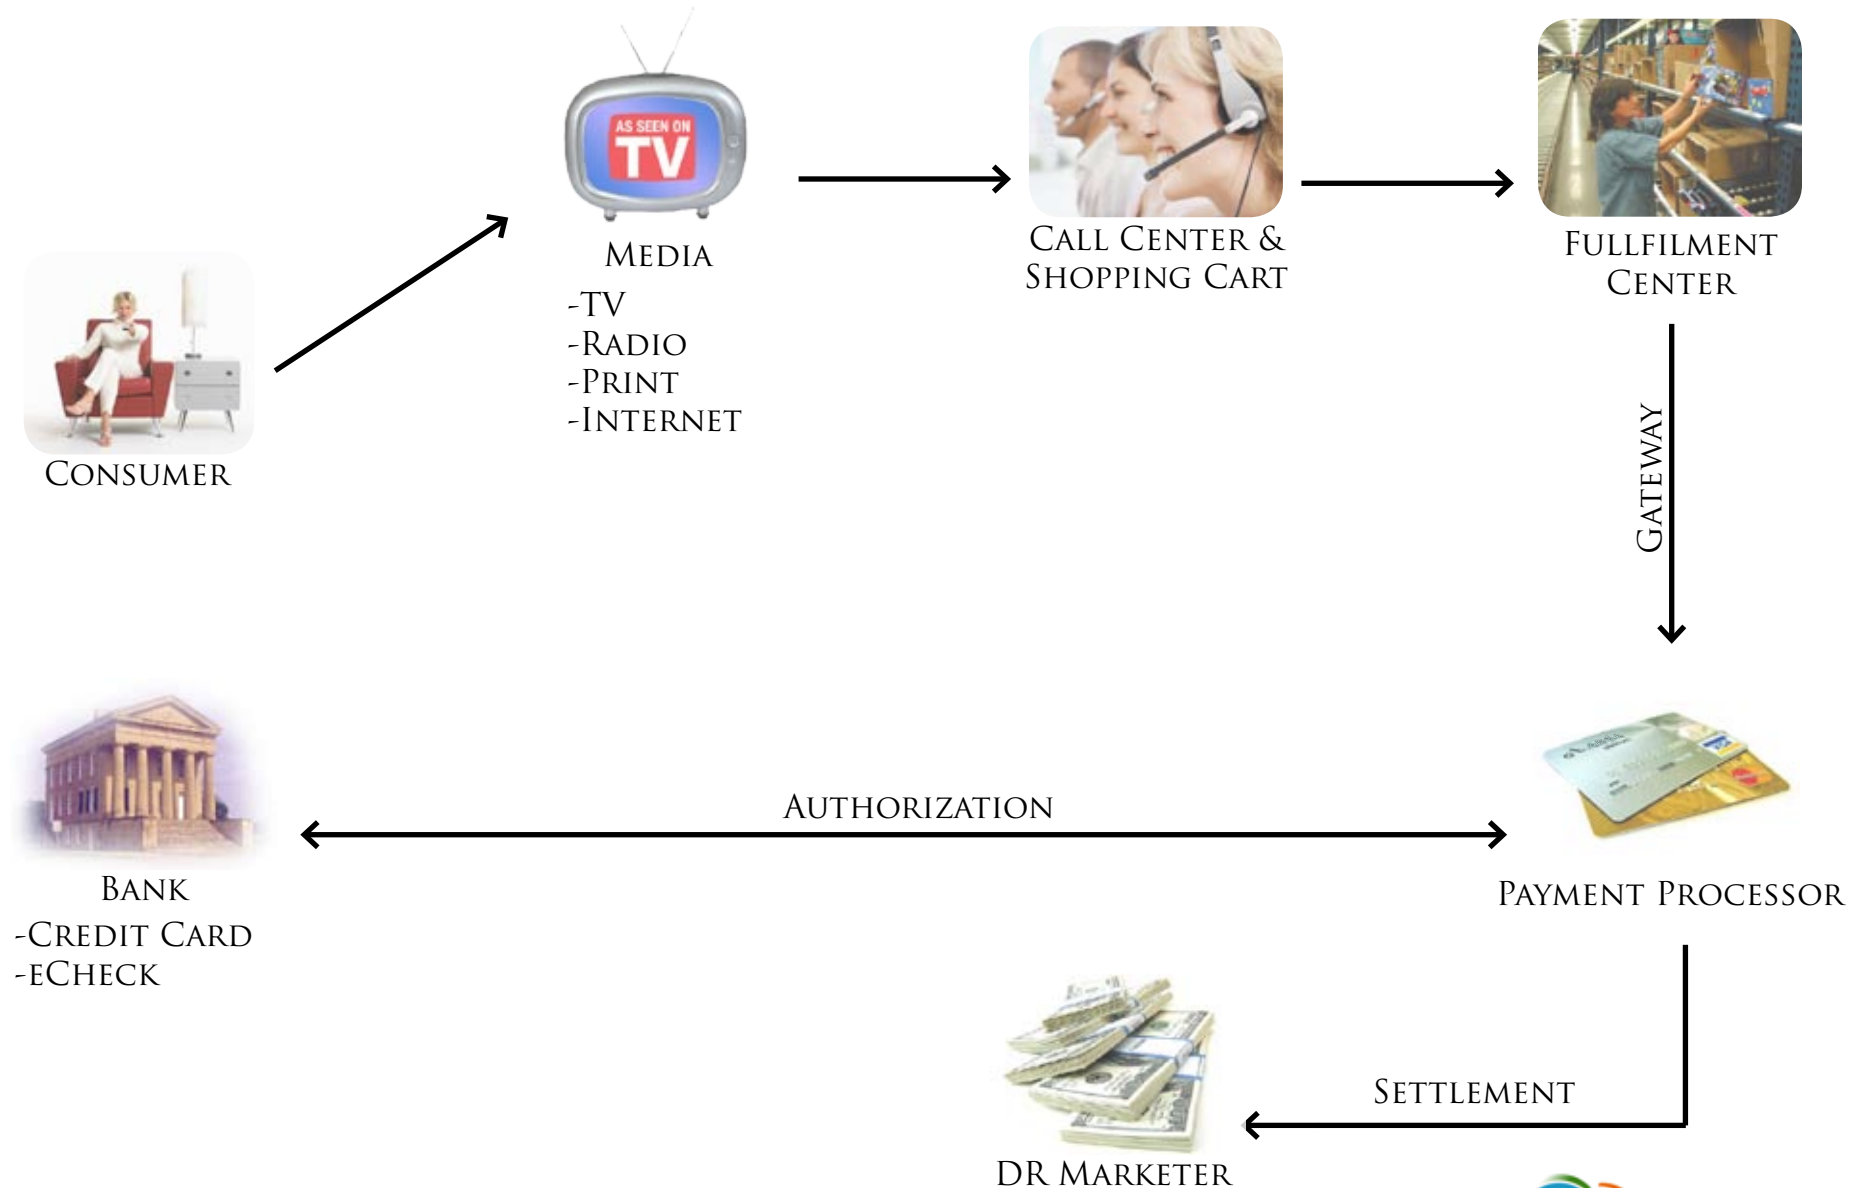 AS SEEN ON
TV
MEDIA
-TV
-RADIO
-PRINT
-INTERNET
CALL CENTER &
SHOPPING CART
FULLFILMENT
CENTER
CONSUMER
GATEWAY
AUTHORIZATION
BANK
-CREDIT CARD
-ECHECK
PAYMENT PROCESSOR
VISA
SETTLEMENT
DR MARKETER